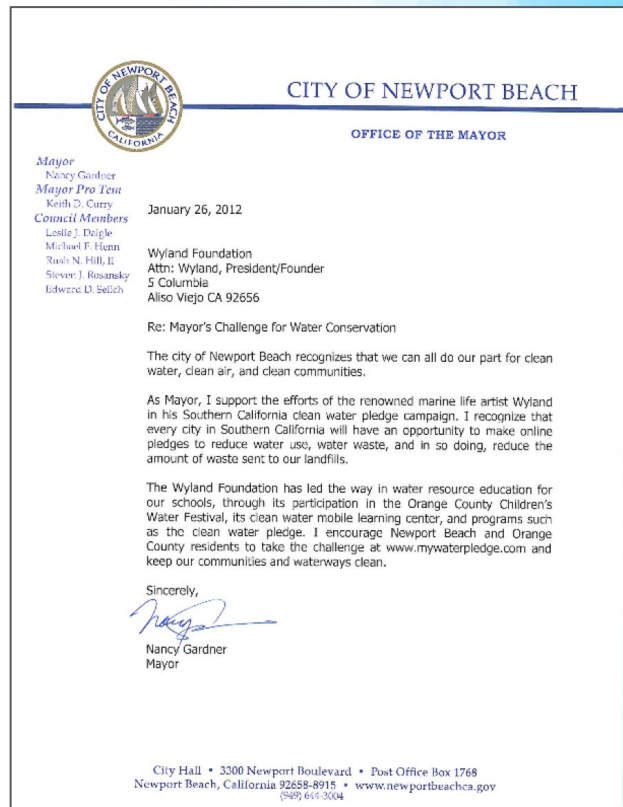 CITY OF NEWPORT BEACH
CALIFORNIA
CITY OF NEWPORT BEACH
OFFICE OF THE MAYOR
Mayor
Nancy Gardner
Mayor Pro Tem
Keith D. Curry
Council Members
Leslie J. Daigle
Michael F. Henn
Rush N. Hill, II
Steven J. Rosansky
Edward D. Selich
January 26, 2012
Wyland Foundation
Attn: Wyland, President/Founder
5 Columbia
Aliso Viejo CA 92656
Re: Mayor's Challenge for Water Conservation
The city of Newport Beach recognizes that we can all do our part for clean
water, clean air, and clean communities.
As Mayor, I support the efforts of the renowned marine life artist Wyland
in his Southern California clean water pledge campaign. I recognize that
every city in Southern California will have an opportunity to make online
pledges to reduce water use, water waste, and in so doing, reduce the
amount of waste sent to our landfills.
The Wyland Foundation has led the way in water resource education for
our schools, through its participation in the Orange County Children's
Water Festival, its clean water mobile learning center, and programs such
as the clean water pledge. I encourage Newport Beach and Orange
County residents to take the challenge at www.mywaterpledge.com and
keep our communities and waterways clean.
Sincerely,
Nancy Gardner
Mayor
City Hall • 3300 Newport Boulevard • Post Office Box 1768
Newport Beach, California 92658-8915 • www.newportbeachca.gov
(949) 644-3004